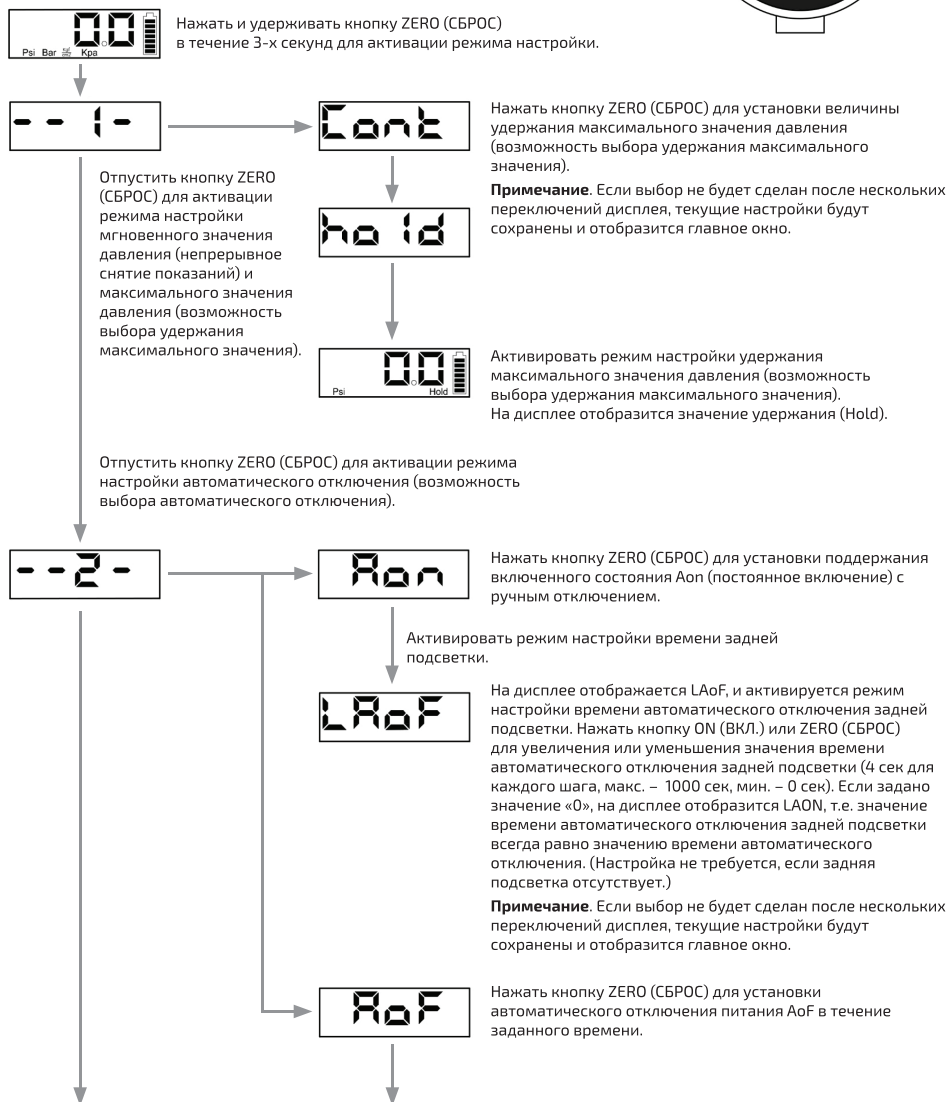 0.0
Psi Bar Kpa
Нажать и удерживать кнопку ZERO (СБРОС)
в течение 3-х секунд для активации режима настройки.
- - 1 -
Cont
Нажать кнопку ZERO (СБРОС) для установки величины
удержания максимального значения давления
(возможность выбора удержания максимального
значения).
Примечание. Если выбор не будет сделан после нескольких
переключений дисплея, текущие настройки будут
сохранены и отобразится главное окно.
Отпустить кнопку ZERO
(СБРОС) для активации
режима настройки
мгновенного значения
давления (непрерывное
снятие показаний) и
максимального значения
давления (возможность
выбора удержания
максимального значения).
hold
0.0
Psi Hold
Активировать режим настройки удержания
максимального значения давления (возможность
выбора удержания максимального значения).
На дисплее отобразится значение удержания (Hold).
Отпустить кнопку ZERO (СБРОС) для активации режима
настройки автоматического отключения (возможность
выбора автоматического отключения).
- - 2 -
Aon
Нажать кнопку ZERO (СБРОС) для установки поддержания
включенного состояния Aon (постоянное включение) с
ручным отключением.
Активировать режим настройки времени задней
подсветки.
LAoF
На дисплее отображается LAoF, и активируется режим
настройки времени автоматического отключения задней
подсветки. Нажать кнопку ON (ВКЛ.) или ZERO (СБРОС)
для увеличения или уменьшения значения времени
автоматического отключения задней подсветки (4 сек для
каждого шага, макс. – 1000 сек, мин. – 0 сек). Если задано
значение «0», на дисплее отобразится LAON, т.е. значение
времени автоматического отключения задней подсветки
всегда равно значению времени автоматического
отключения. (Настройка не требуется, если задняя
подсветка отсутствует.)
Примечание. Если выбор не будет сделан после нескольких
переключений дисплея, текущие настройки будут
сохранены и отобразится главное окно.
AoF
Нажать кнопку ZERO (СБРОС) для установки
автоматического отключения питания AoF в течение
заданного времени.